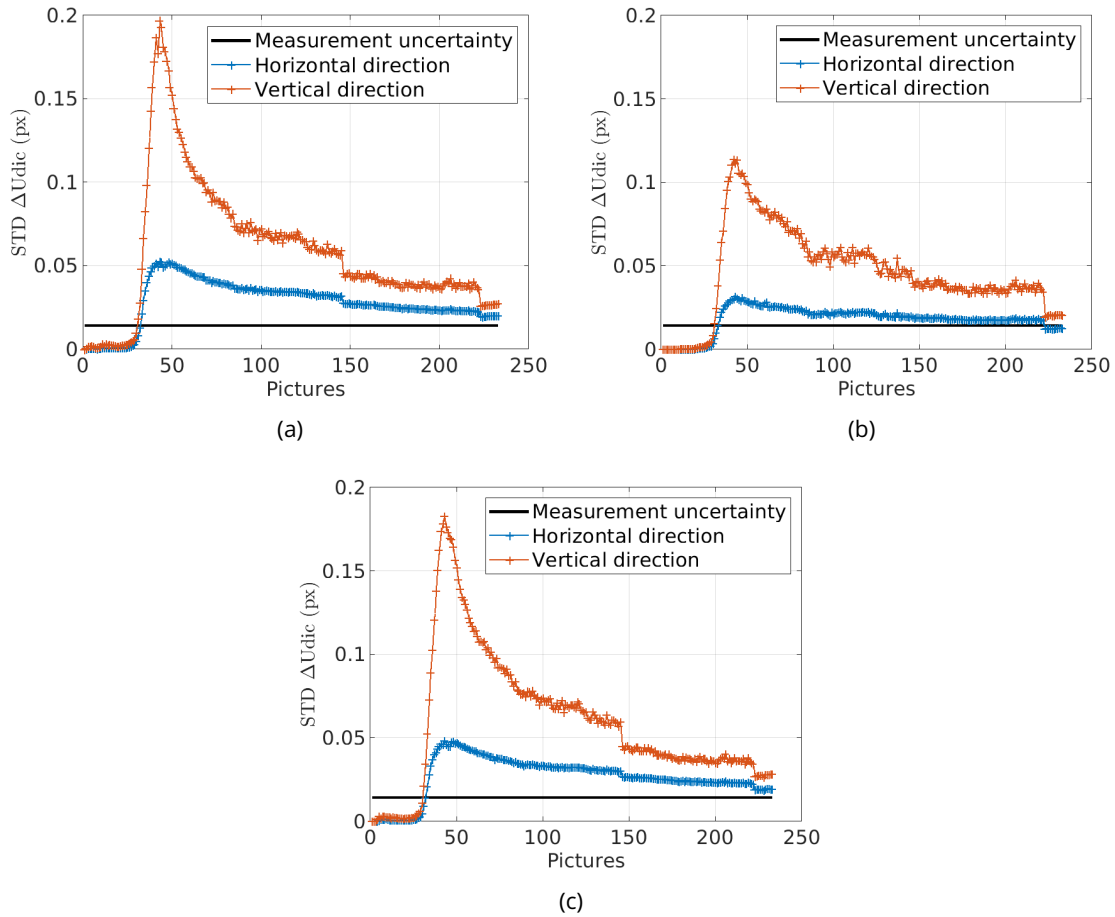 0.2
0.15
0.1
0.05
0
STD ΔUdic (px)
Measurement uncertainty
Horizontal direction
Vertical direction
0 50 100 150 200 250
Pictures
(a)
0.2
0.15
0.1
0.05
0
STD ΔUdic (px)
Measurement uncertainty
Horizontal direction
Vertical direction
0 50 100 150 200 250
Pictures
(b)
0.2
0.15
0.1
0.05
0
STD ΔUdic (px)
Measurement uncertainty
Horizontal direction
Vertical direction
0 50 100 150 200 250
Pictures
(c)